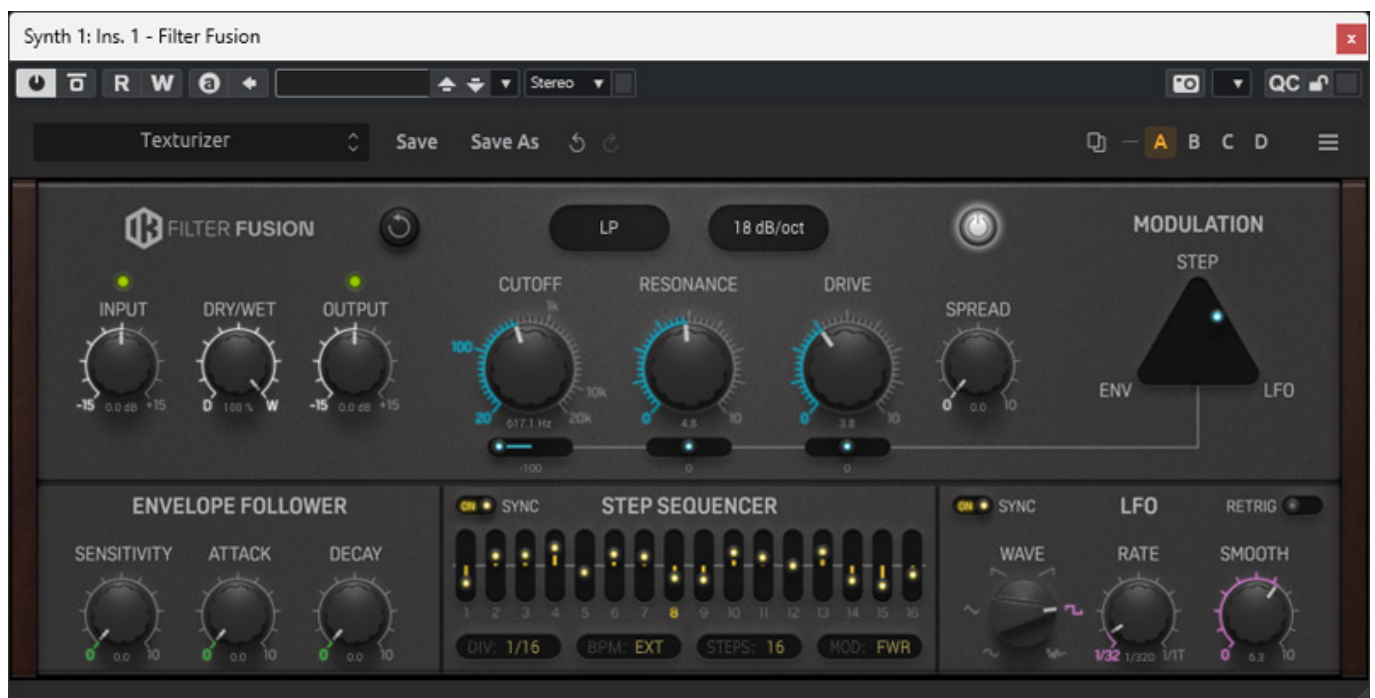 Synth 1: Ins. 1 - Filter Fusion
x
R W a Stereo QC
Texturizer Save Save As A B C D
FILTER FUSION LP 18 dB/oct MODULATION
STEP
INPUT DRY/WET OUTPUT CUTOFF RESONANCE DRIVE SPREAD
1k
100
10k
ENV LFO
-15 0.0 dB +15 D 100 % W -15 0.0 dB +15 20 617.1 Hz 20k 0 4.8 10 0 3.8 10 0 0.0 10
-100 0 0
ENVELOPE FOLLOWER
SENSITIVITY ATTACK DECAY
0 0.0 10 0 0.0 10 0 0.0 10
ON SYNC STEP SEQUENCER
1 2 3 4 5 6 7 8 9 10 11 12 13 14 15 16
DIV: 1/16 BPM: EXT STEPS: 16 MOD: FWR
ON SYNC LFO RETRIG
WAVE RATE SMOOTH
1/32 1/320 1/1T 0 6.3 10